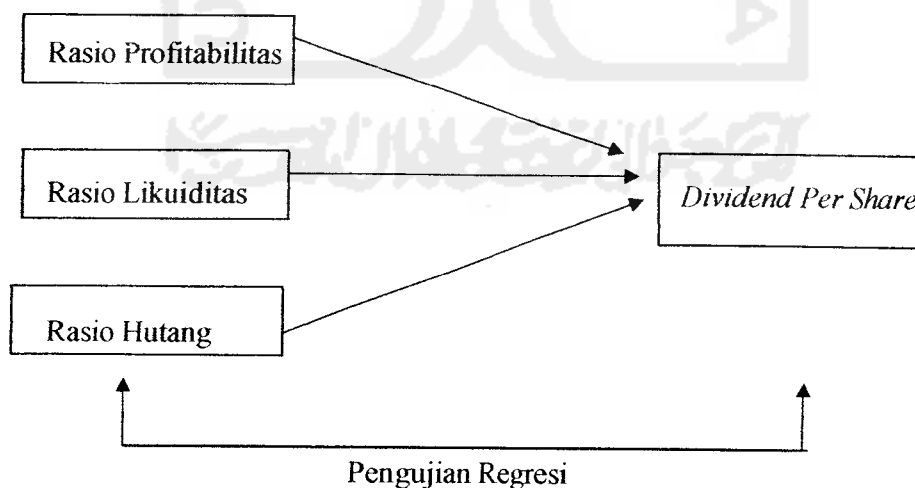 Rasio Profitabilitas
Rasio Likuiditas
Dividend Per Share
Rasio Hutang
Pengujian Regresi